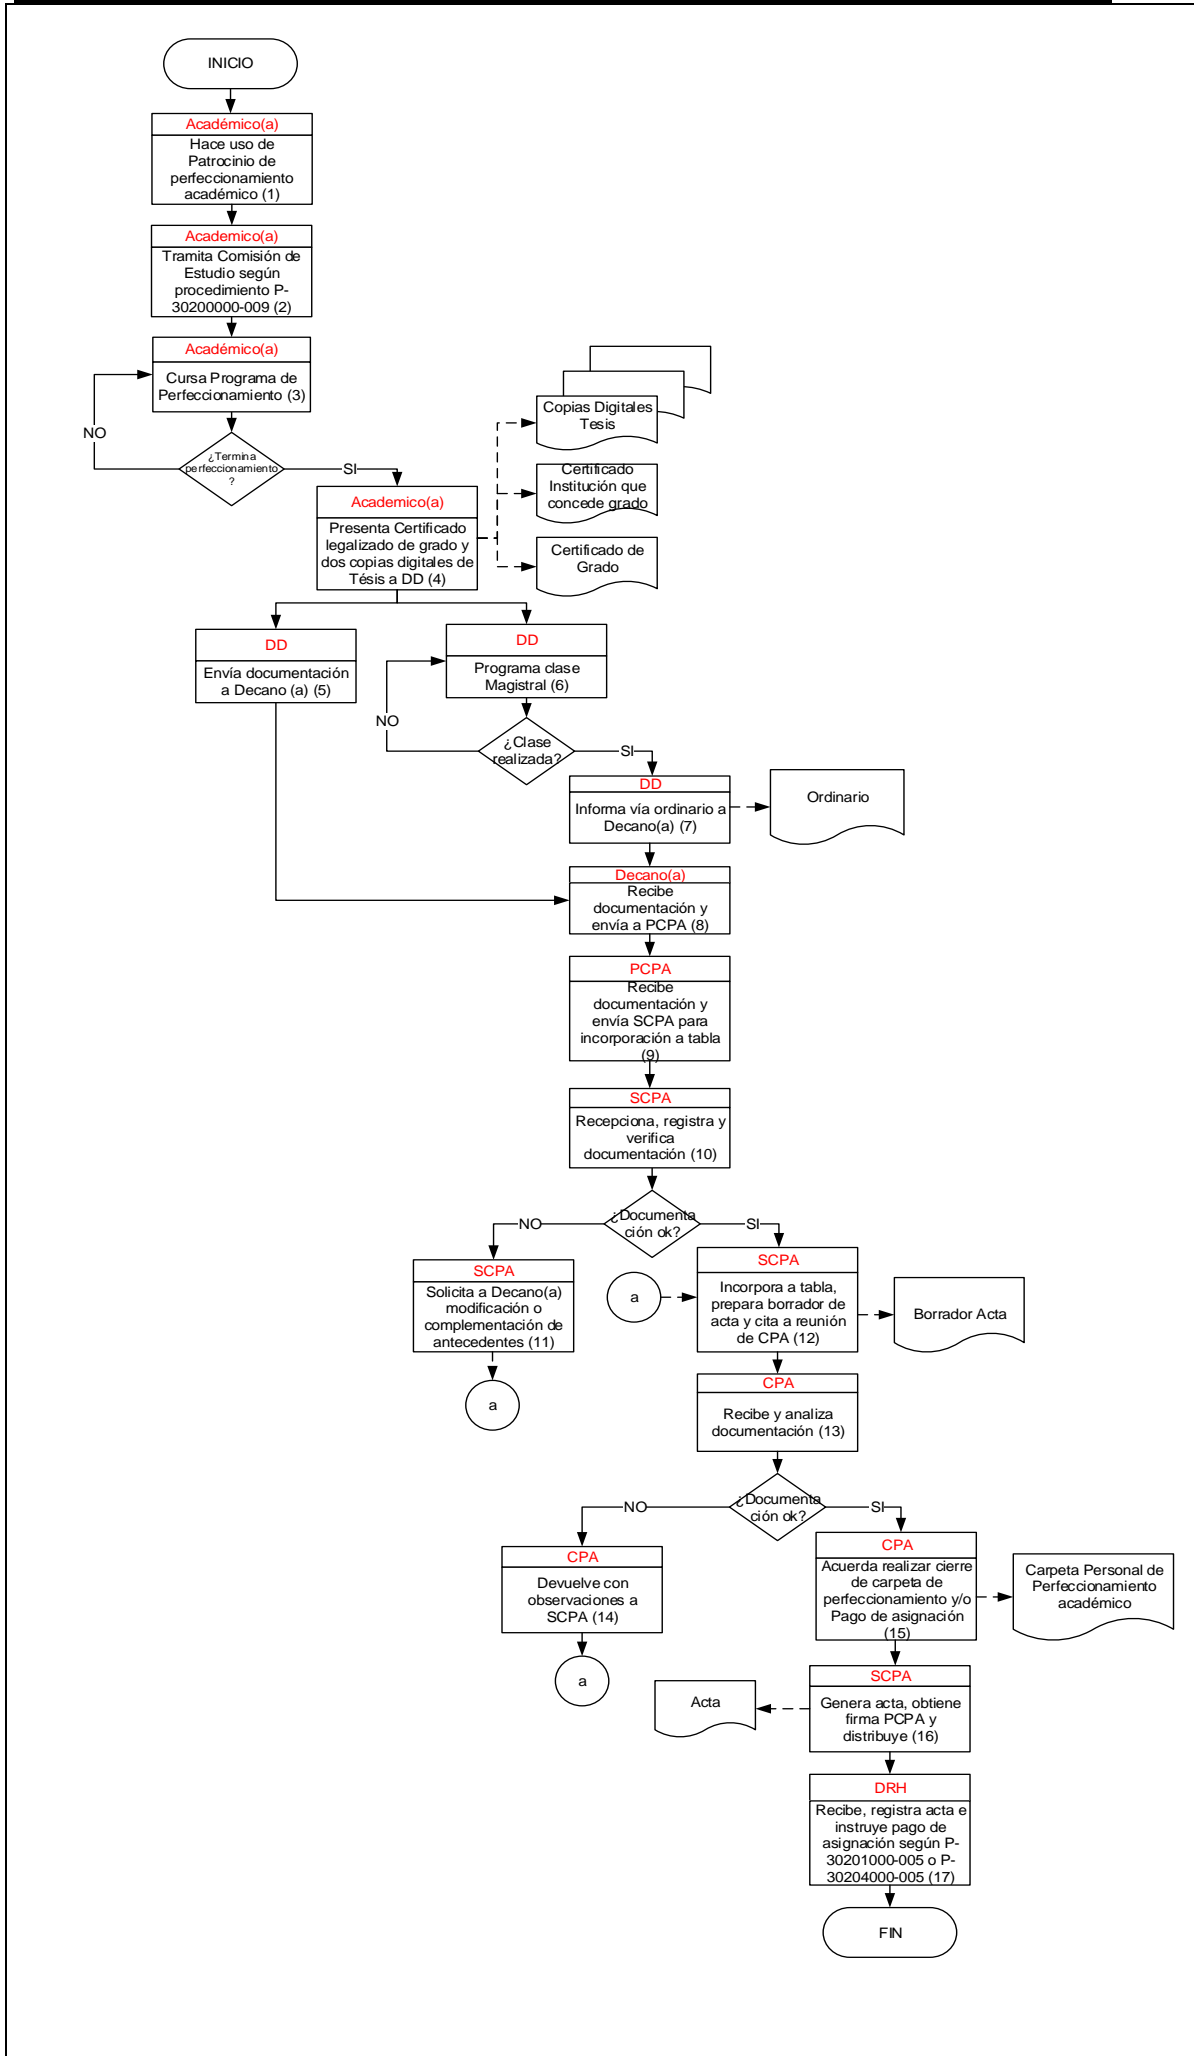 INICIO
Académico(a)
Hace uso de
Patrocinio de
perfeccionamiento
académico (1)
Academico(a)
Tramita Comisión de
Estudio según
procedimiento P-
30200000-009 (2)
Académico(a)
Cursa Programa de
Perfeccionamiento (3)
NO
¿Termina
perfeccionamiento
?
SI
Copias Digitales
Tesis
Certificado
Institución que
concede grado
Certificado de
Grado
Academico(a)
Presenta Certificado
legalizado de grado y
dos copias digitales de
Tésis a DD (4)
DD
Envía documentación
a Decano (a) (5)
DD
Programa clase
Magistral (6)
NO
¿Clase
realizada?
SI
DD
Informa vía ordinario a
Decano(a) (7)
Ordinario
Decano(a)
Recibe
documentación y
envía a PCPA (8)
PCPA
Recibe
documentación y
envía SCPA para
incorporación a tabla
(9)
SCPA
Recepciona, registra y
verifica
documentación (10)
¿Documenta
ción ok?
NO
SI
SCPA
Solicita a Decano(a)
modificación o
complementación de
antecedentes (11)
a
a
SCPA
Incorpora a tabla,
prepara borrador de
acta y cita a reunión
de CPA (12)
Borrador Acta
CPA
Recibe y analiza
documentación (13)
¿Documenta
ción ok?
NO
SI
CPA
Devuelve con
observaciones a
SCPA (14)
a
CPA
Acuerda realizar cierre
de carpeta de
perfeccionamiento y/o
Pago de asignación
(15)
Carpeta Personal de
Perfeccionamiento
académico
SCPA
Genera acta, obtiene
firma PCPA y
distribuye (16)
Acta
DRH
Recibe, registra acta e
instruye pago de
asignación según P-
30201000-005 o P-
30204000-005 (17)
FIN